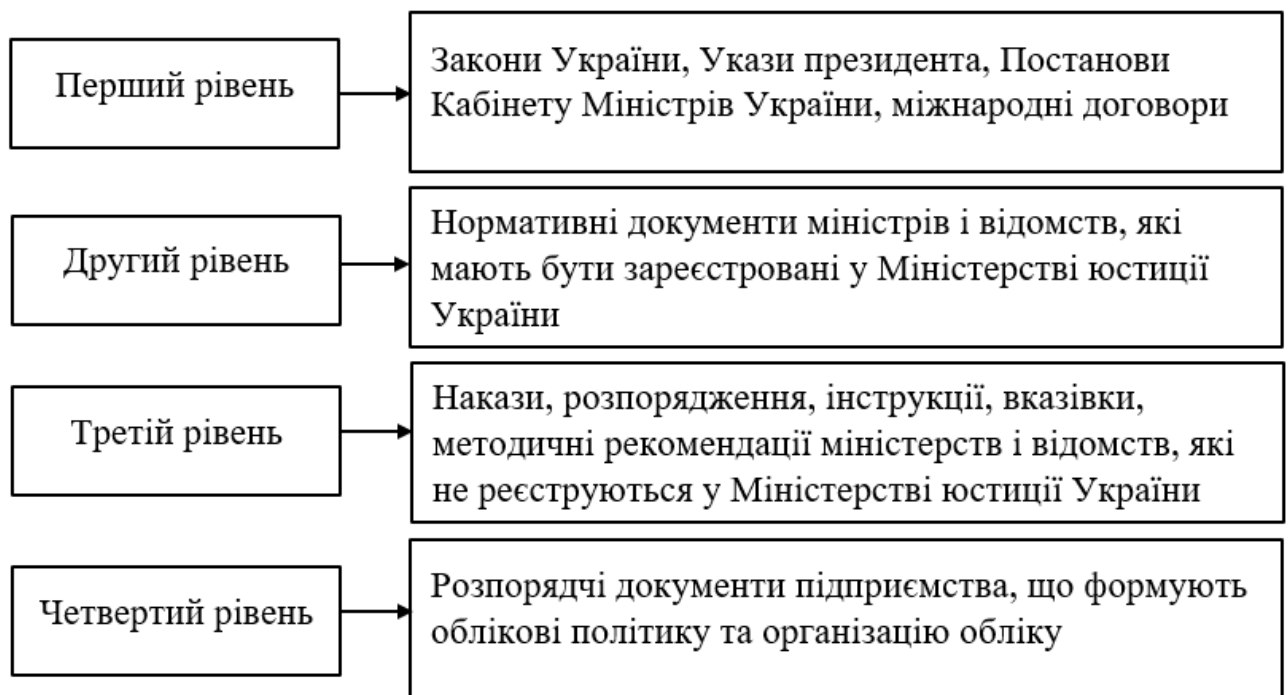 Перший рівень
Закони України, Укази президента, Постанови
Кабінету Міністрів України, міжнародні договори
Другий рівень
Нормативні документи міністрів і відомств, які
мають бути зареєстровані у Міністерстві юстиції
України
Третій рівень
Накази, розпорядження, інструкції, вказівки,
методичні рекомендації міністерств і відомств, які
не реєструються у Міністерстві юстиції України
Четвертий рівень
Розпорядчі документи підприємства, що формують
облікові політику та організацію обліку